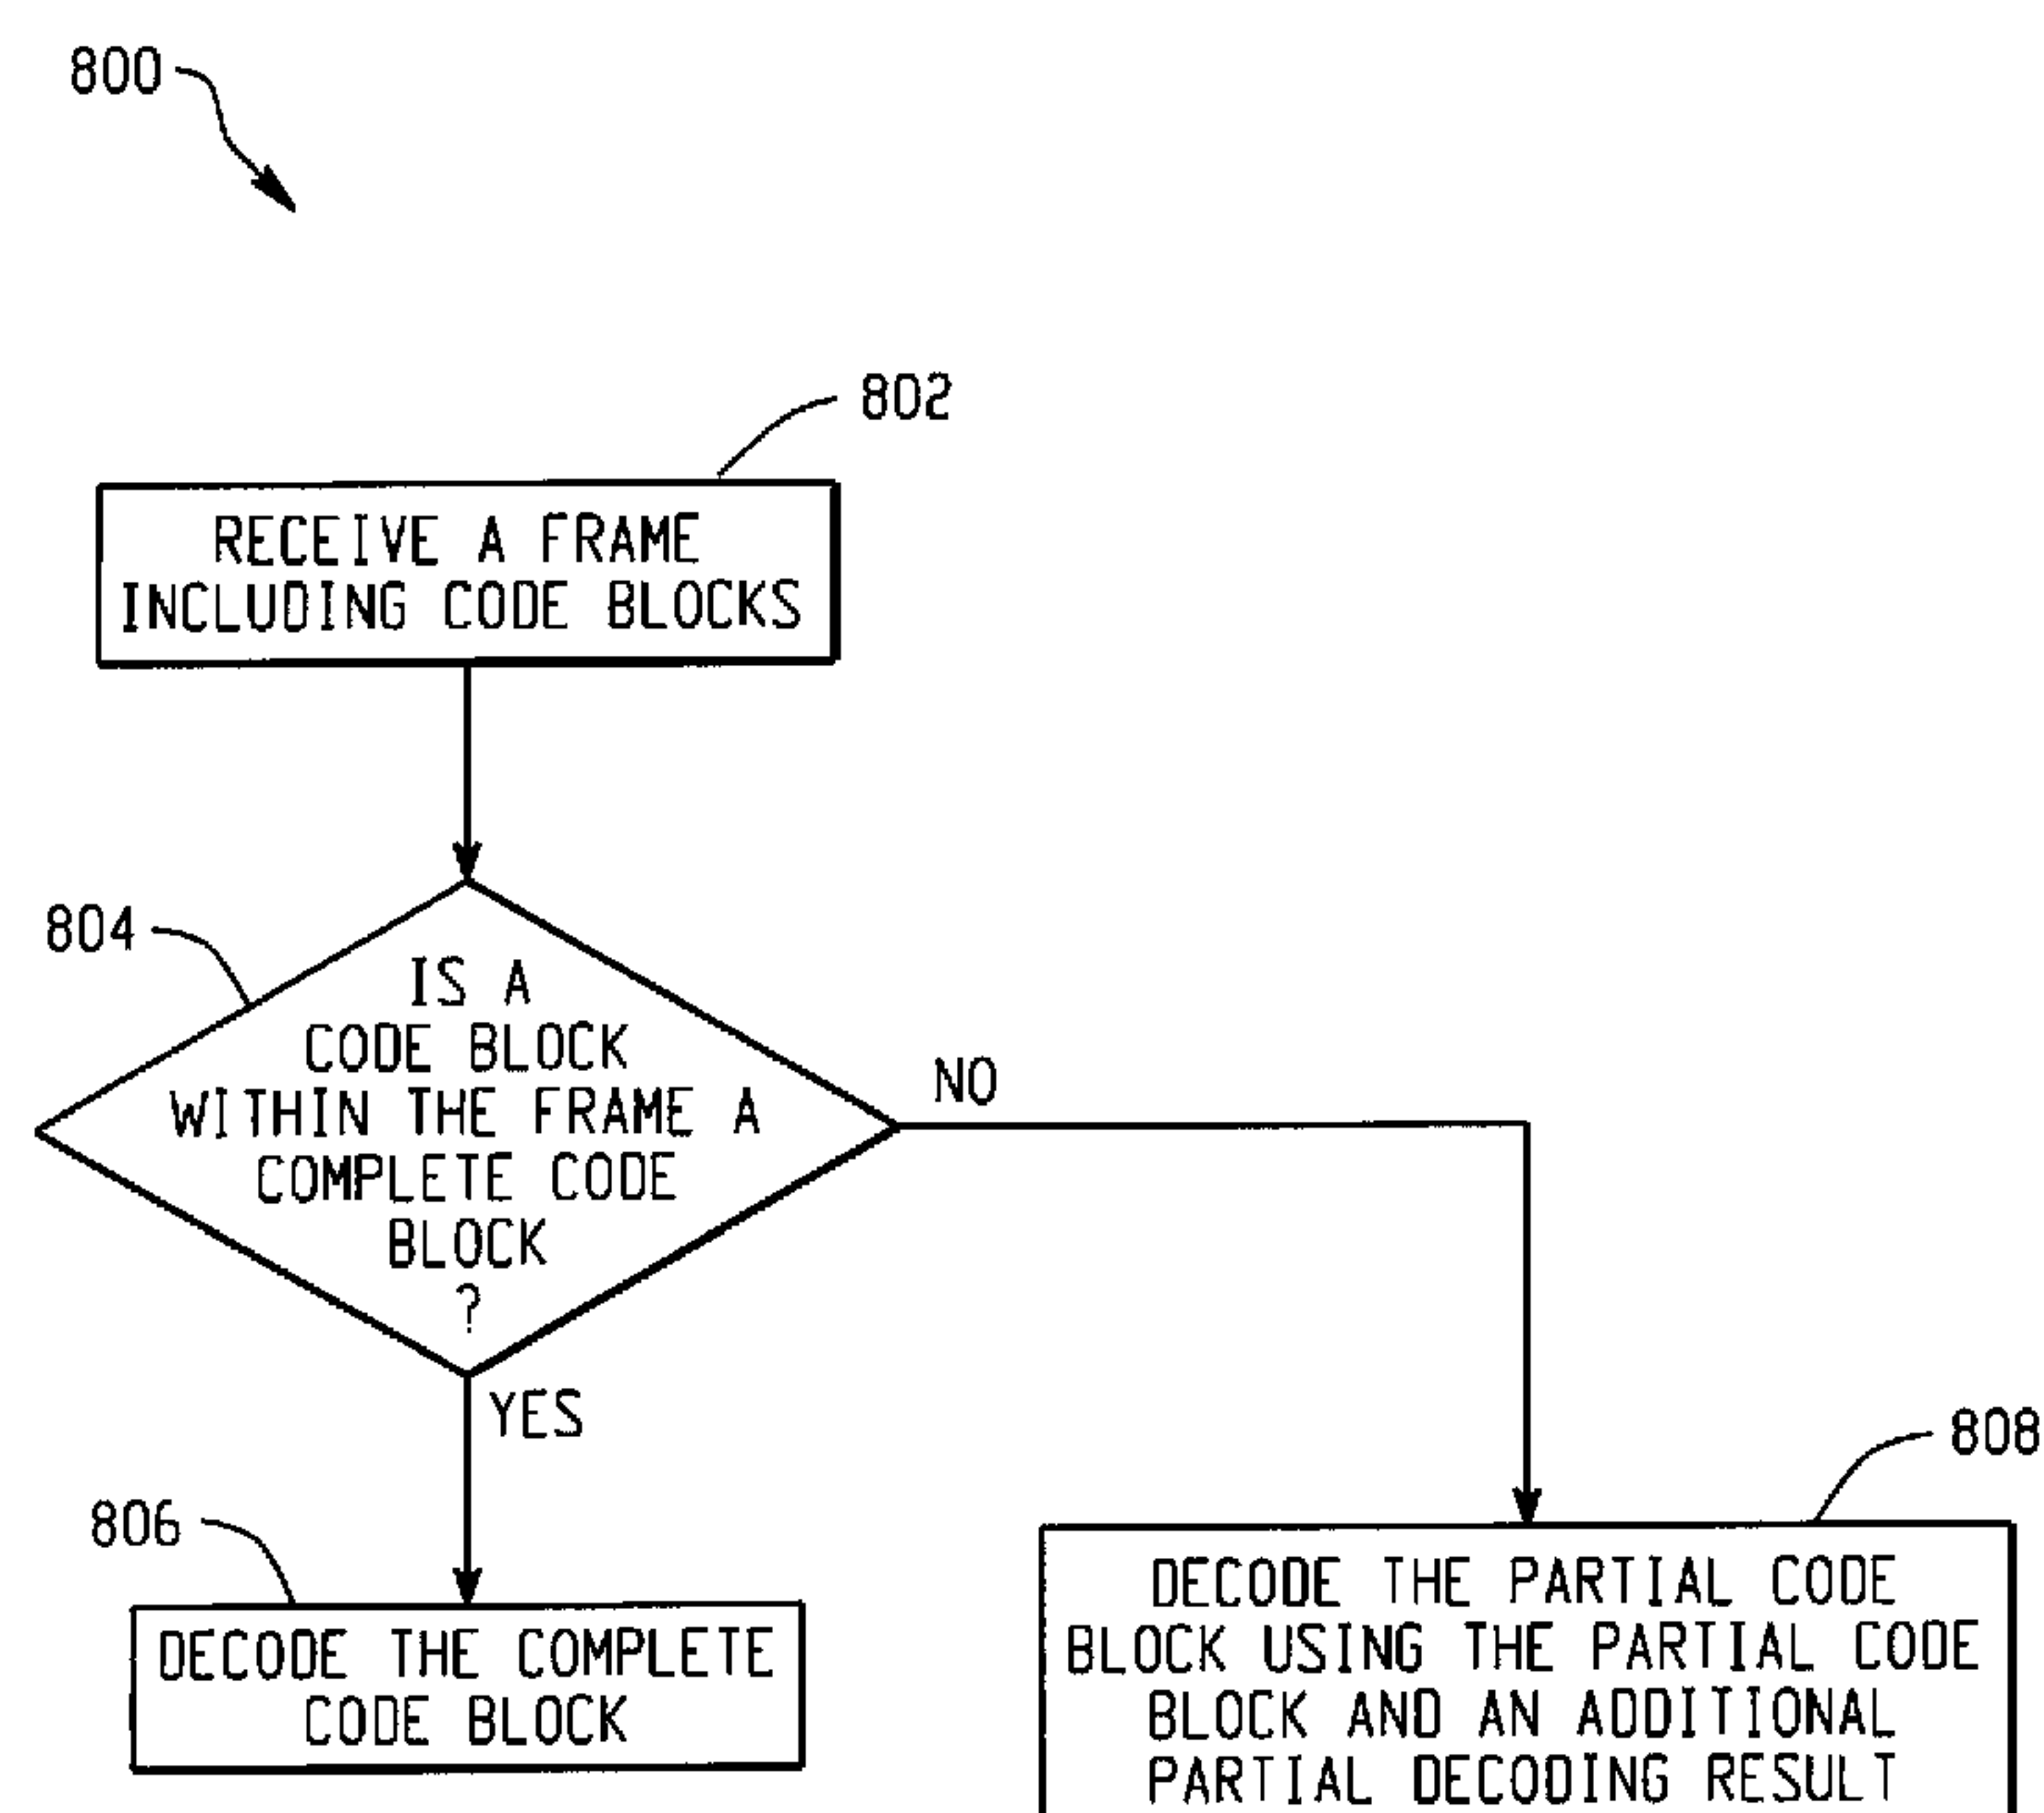 800
802
RECEIVE A FRAME
INCLUDING CODE BLOCKS
804
IS A
CODE BLOCK
WITHIN THE FRAME A
COMPLETE CODE
BLOCK
?
NO
YES
806
DECODE THE COMPLETE
CODE BLOCK
808
DECODE THE PARTIAL CODE
BLOCK USING THE PARTIAL CODE
BLOCK AND AN ADDITIONAL
PARTIAL DECODING RESULT